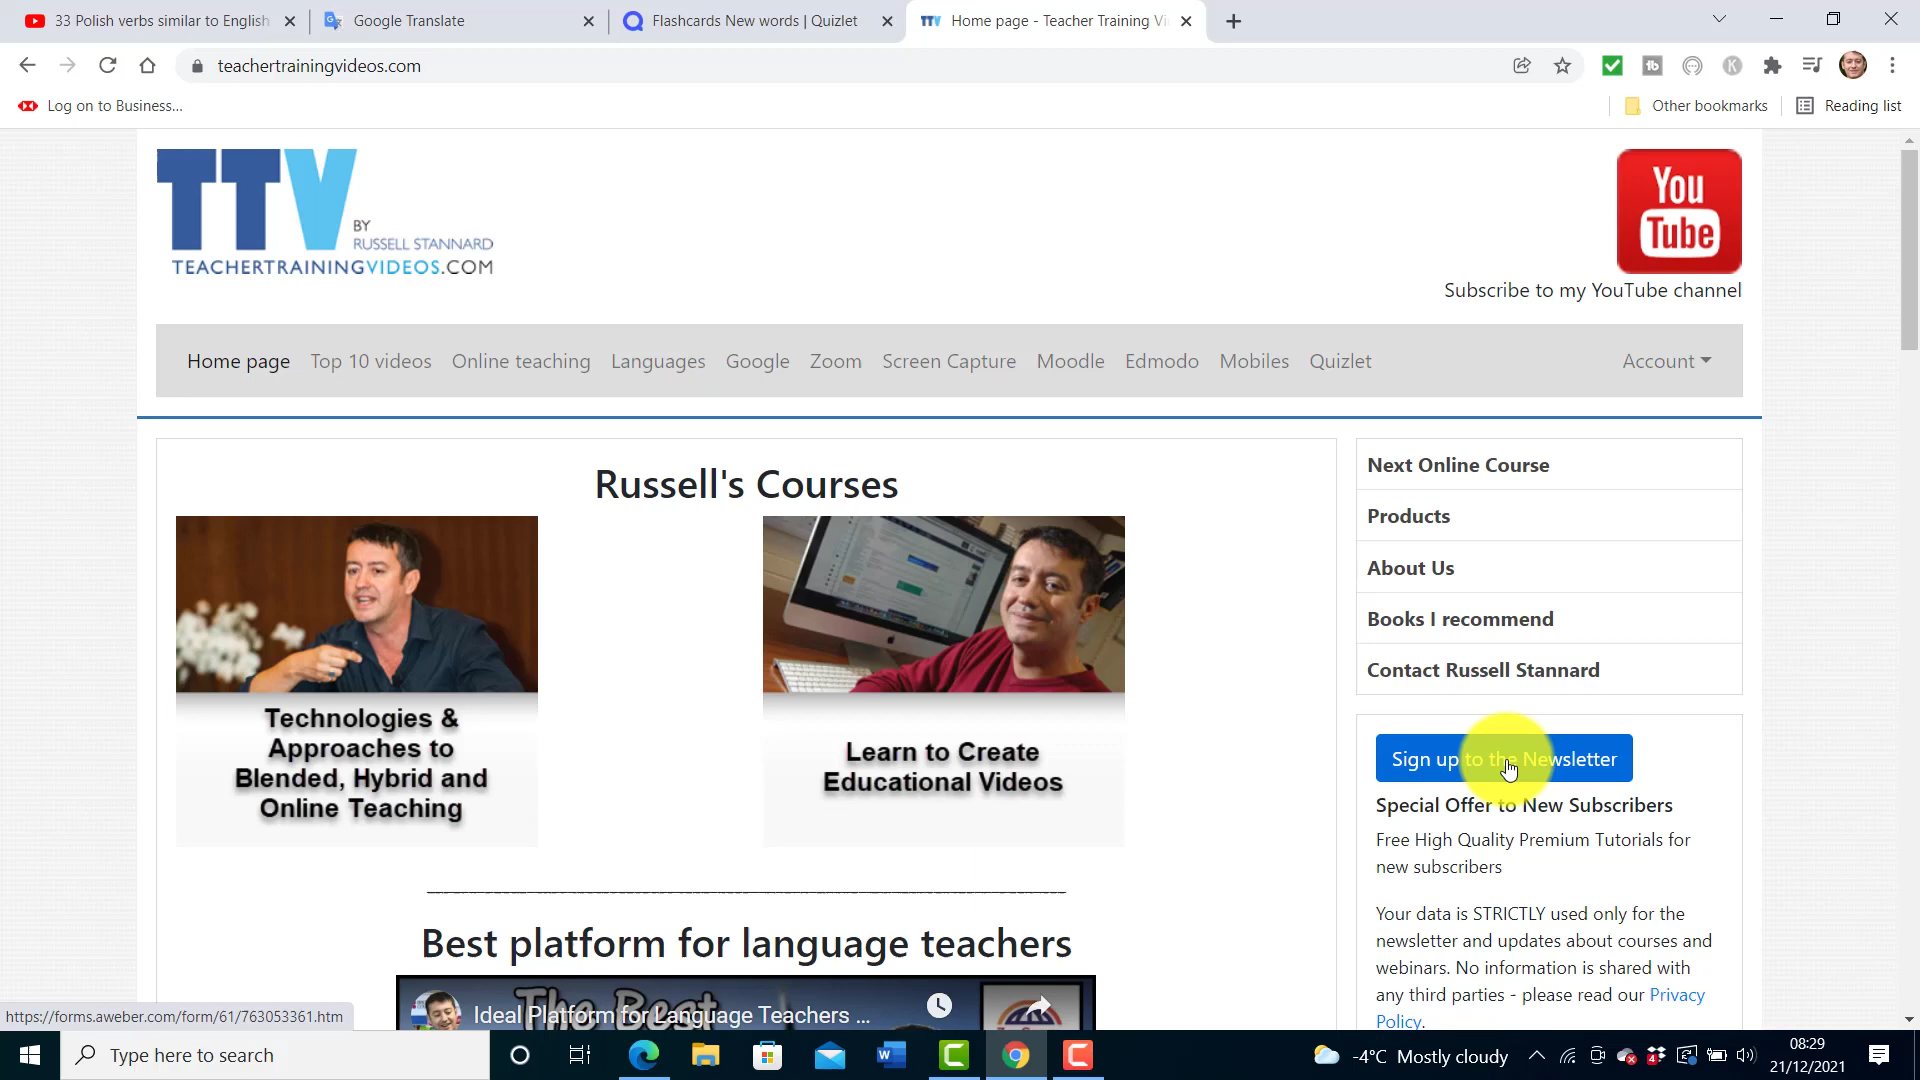 33 Polish verbs similar to English
Google Translate
Flashcards New words | Quizlet
Home page - Teacher Training Vi
teachertrainingvideos.com
Log on to Business...
Other bookmarks
Reading list
TTV
BY
RUSSELL STANNARD
TEACHERTRAININGVIDEOS.COM
You
Tube
Subscribe to my YouTube channel
Home page Top 10 videos Online teaching Languages Google Zoom Screen Capture Moodle Edmodo Mobiles Quizlet Account
Russell's Courses
Technologies &
Approaches to
Blended, Hybrid and
Online Teaching
Learn to Create
Educational Videos
Best platform for language teachers
The Best
Ideal Platform for Language Teachers ...
Next Online Course
Products
About Us
Books I recommend
Contact Russell Stannard
Sign up to the Newsletter
Special Offer to New Subscribers
Free High Quality Premium Tutorials for
new subscribers
Your data is STRICTLY used only for the
newsletter and updates about courses and
webinars. No information is shared with
any third parties - please read our Privacy
Policy.
https://forms.aweber.com/form/61/763053361.htm
Type here to search
-4°C Mostly cloudy
08:29
21/12/2021